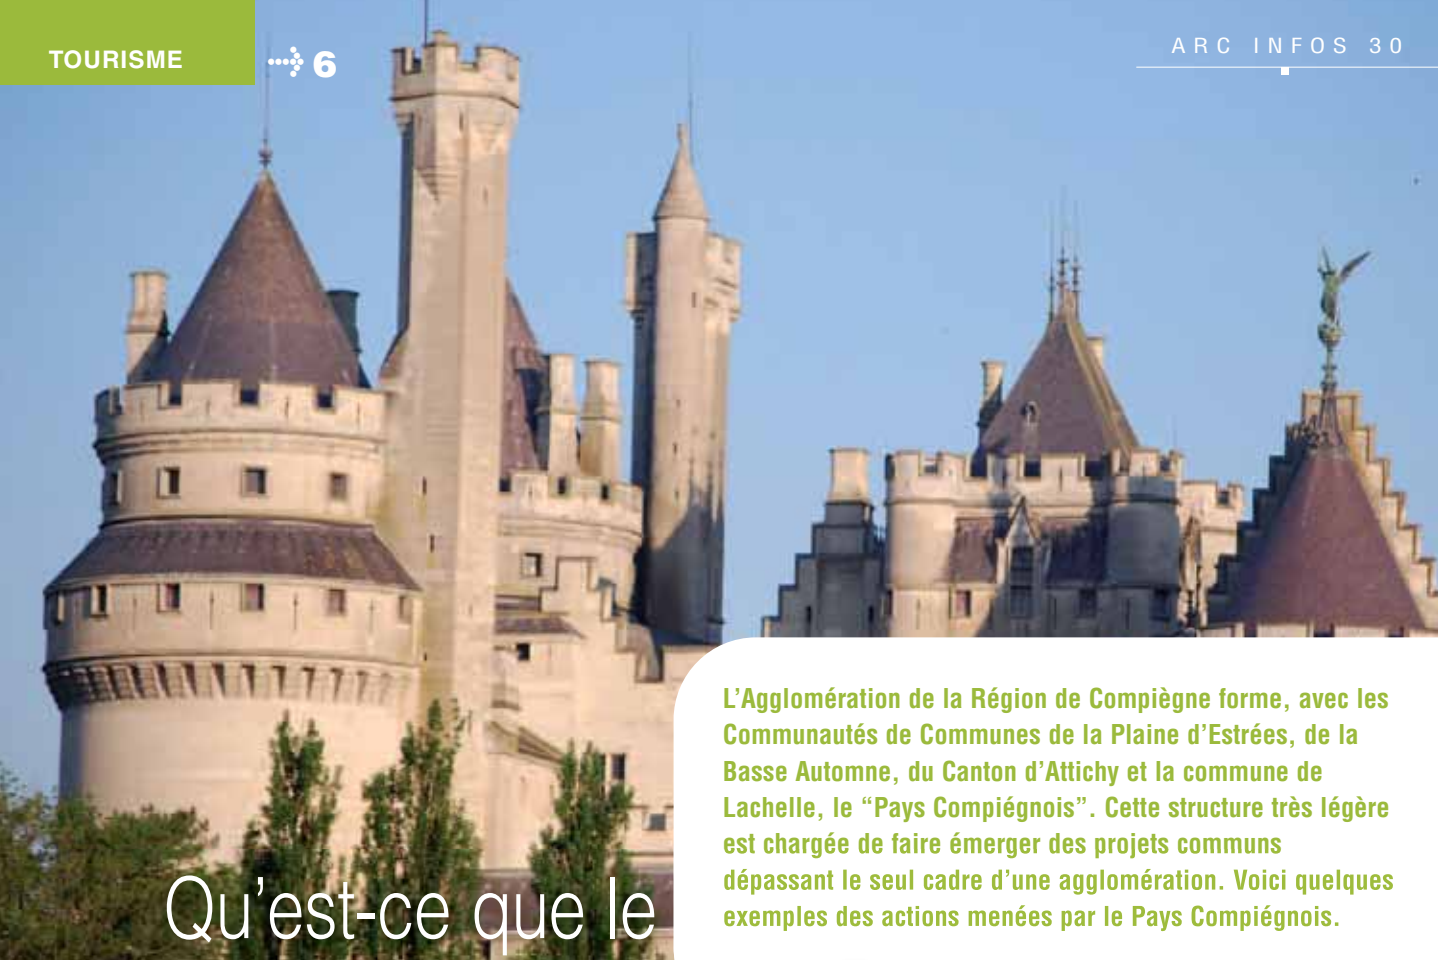 TOURISME
6
ARC INFOS 30
L’Agglomération de la Région de Compiègne forme, avec les
Communautés de Communes de la Plaine d’Estrées, de la
Basse Automne, du Canton d’Attichy et la commune de
Lachelle, le “Pays Compiégnois”. Cette structure très légère
est chargée de faire émerger des projets communs
dépassant le seul cadre d’une agglomération. Voici quelques
exemples des actions menées par le Pays Compiégnois.
Qu’est-ce que le